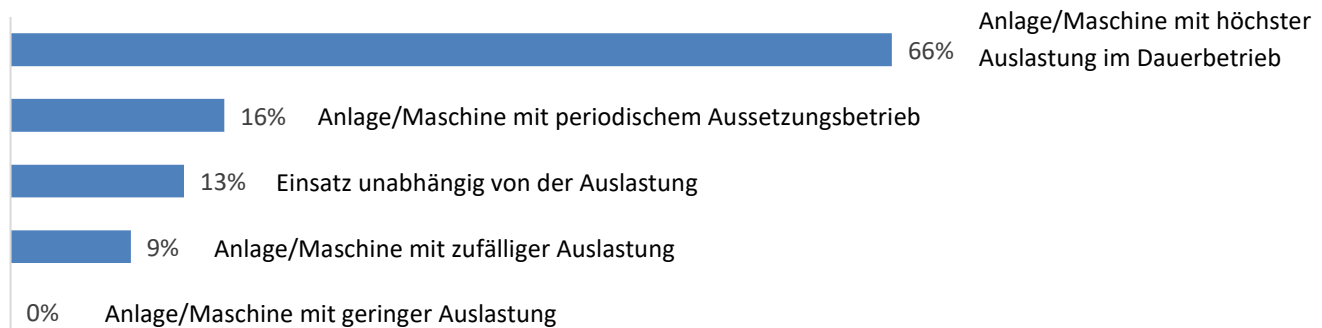 Anlage/Maschine mit höchster
66% Auslastung im Dauerbetrieb
16% Anlage/Maschine mit periodischem Aussetzungsbetrieb
13% Einsatz unabhängig von der Auslastung
9% Anlage/Maschine mit zufälliger Auslastung
0% Anlage/Maschine mit geringer Auslastung